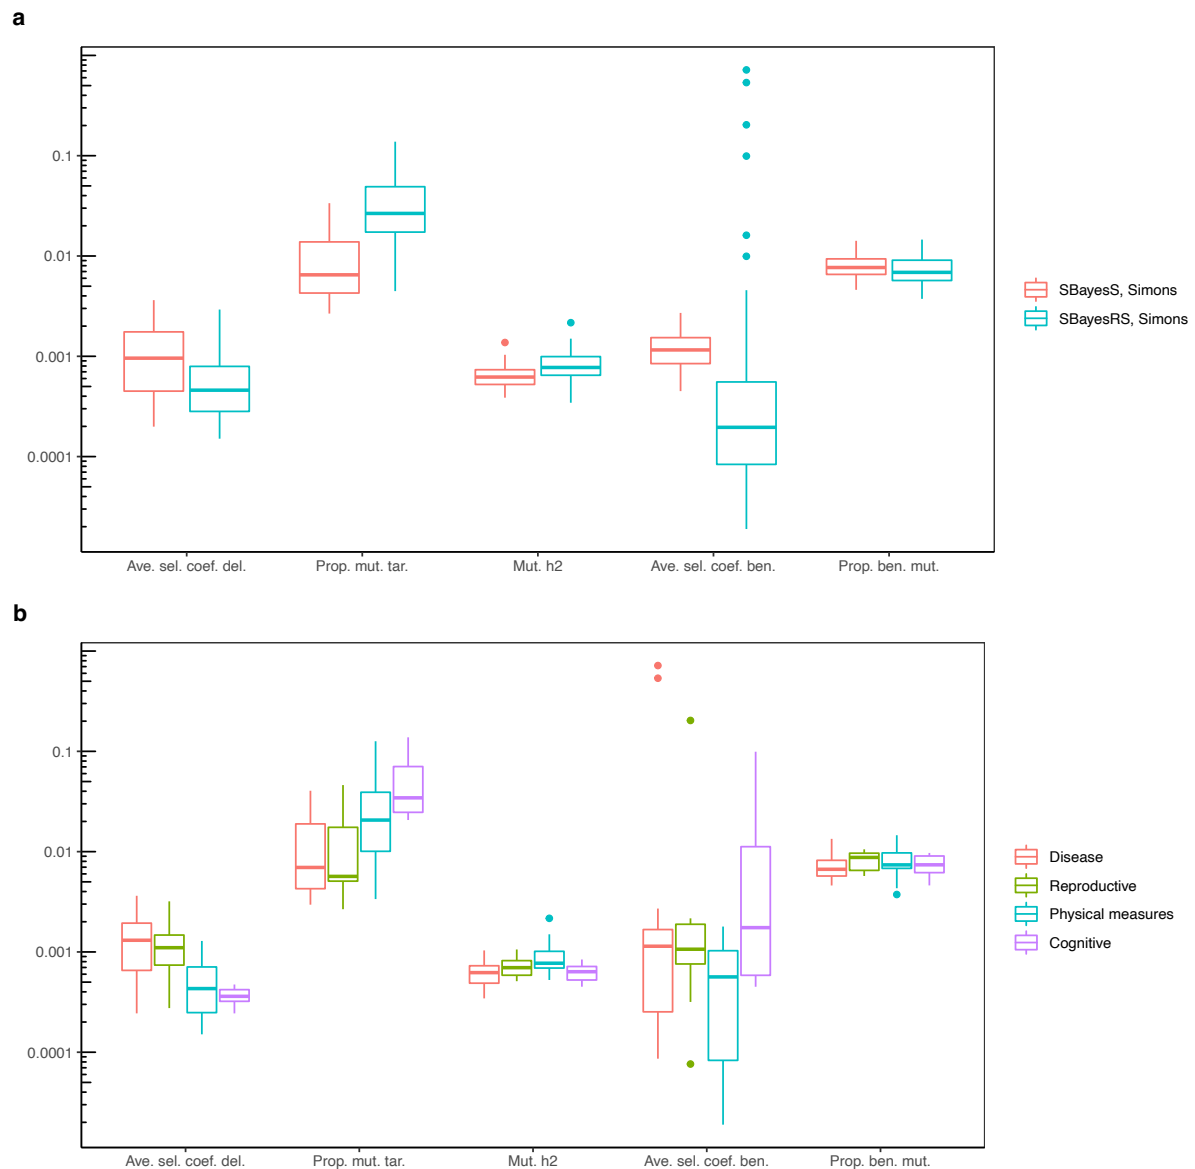 a
0.1
0.01
0.001
0.0001
Ave. sel. coef. del.
Prop. mut. tar.
Mut. h2
Ave. sel. coef. ben.
Prop. ben. mut.
SBayesS, Simons
SBayesRS, Simons
b
0.1
0.01
0.001
0.0001
Ave. sel. coef. del.
Prop. mut. tar.
Mut. h2
Ave. sel. coef. ben.
Prop. ben. mut.
Disease
Reproductive
Physical measures
Cognitive